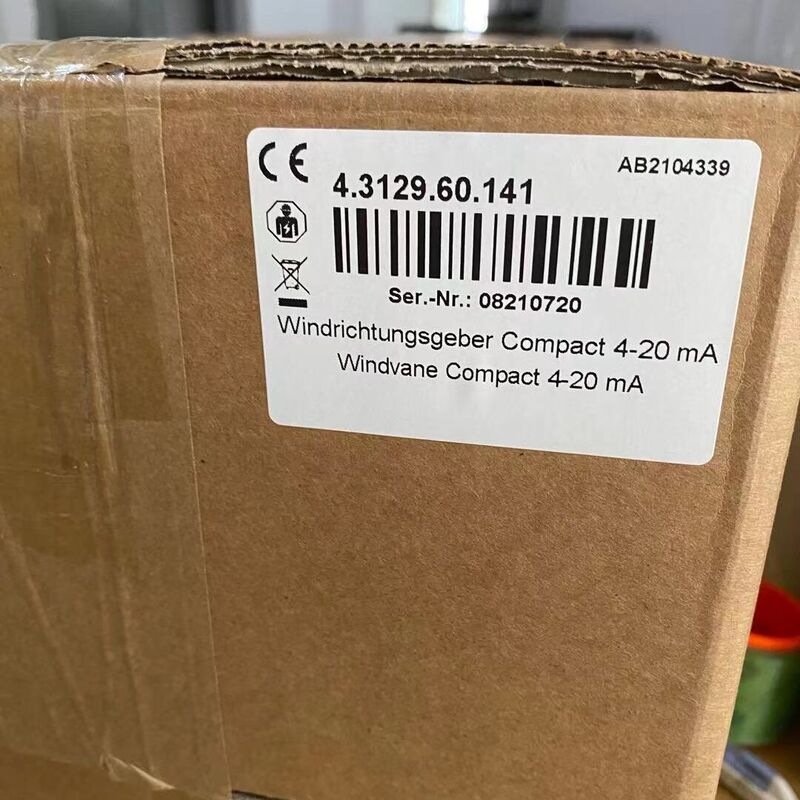 CE
AB2104339
4.3129.60.141
Ser.-Nr.: 08210720
Windrichtungsgeber Compact 4-20 mA
Windvane Compact 4-20 mA